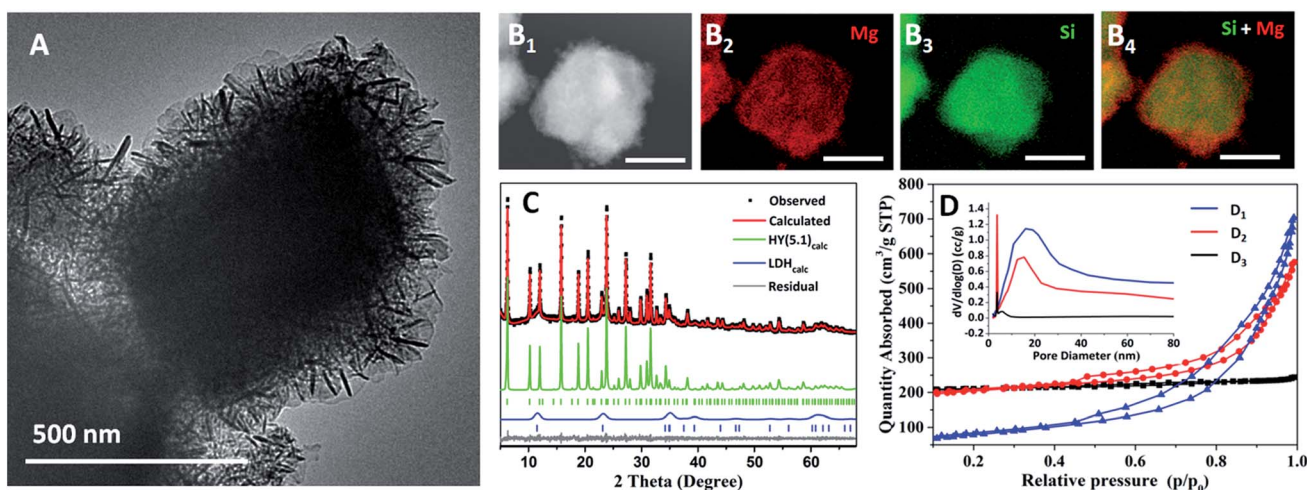 A
500 nm
B1
B2
Mg
B3
Si
B4
Si + Mg
C
Observed
Calculated
HY(5.1)calc
LDHcalc
Residual
10 20 30 40 50 60
2 Theta (Degree)
D
D1
D2
D3
800
700
600
500
400
300
200
100
Quantity Absorbed (cm³/g STP)
0.2 0.4 0.6 0.8 1.0
Relative pressure (p/p0)
1.4
1.2
1.0
0.8
0.6
0.4
0.2
0.0
-0.2
dV/dlog(D) (cc/g)
0 20 40 60 80
Pore Diameter (nm)